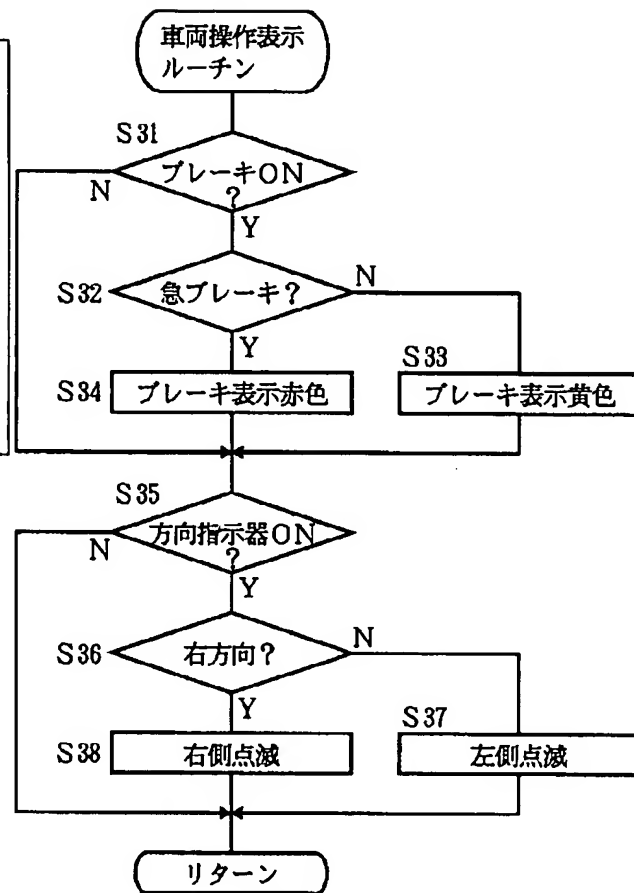 車両操作表示
ルーチン
S31
ブレーキON
?
N
Y
S32
急ブレーキ?
N
Y
S33
S34
ブレーキ表示赤色
ブレーキ表示黄色
S35
方向指示器ON
?
N
Y
S36
右方向?
N
Y
S37
S38
右側点滅
左側点滅
リターン